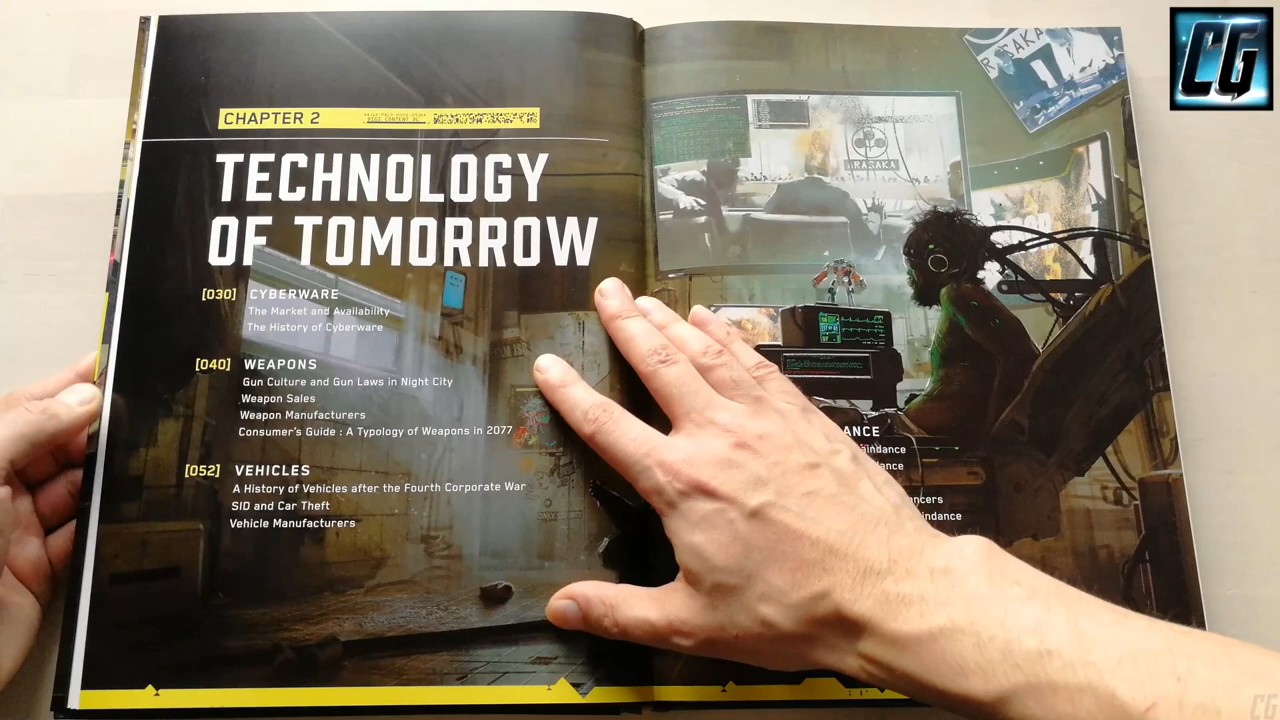 CHAPTER 2
TECHNOLOGY
OF TOMORROW
[030] CYBERWARE
The Market and Availability
The History of Cyberware
[040] WEAPONS
Gun Culture and Gun Laws in Night City
Weapon Sales
Weapon Manufacturers
Consumer's Guide : A Typology of Weapons in 2077
[052] VEHICLES
A History of Vehicles after the Fourth Corporate War
SID and Car Theft
Vehicle Manufacturers
RASAKA
CG
CG